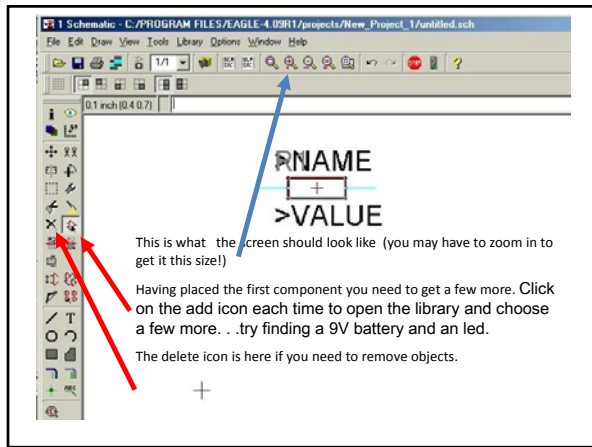 1 Schematic - C:/PROGRAM FILES/EAGLE-4.09R1/projects/New_Project_1/untitled.sch
File Edit Draw View Tools Library Options Window Help
1/1
SCR
ULP
0.1 inch (0.4 0.7)
>NAME
>VALUE
This is what the screen should look like (you may have to zoom in to
get it this size!)
Having placed the first component you need to get a few more. Click
on the add icon each time to open the library and choose
a few more. . .try finding a 9V battery and an led.
The delete icon is here if you need to remove objects.